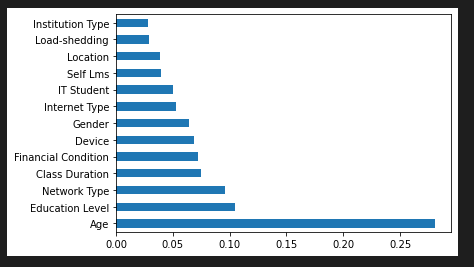 Institution Type
Load-shedding
Location
Self Lms
IT Student
Internet Type
Gender
Device
Financial Condition
Class Duration
Network Type
Education Level
Age
0.00 0.05 0.10 0.15 0.20 0.25